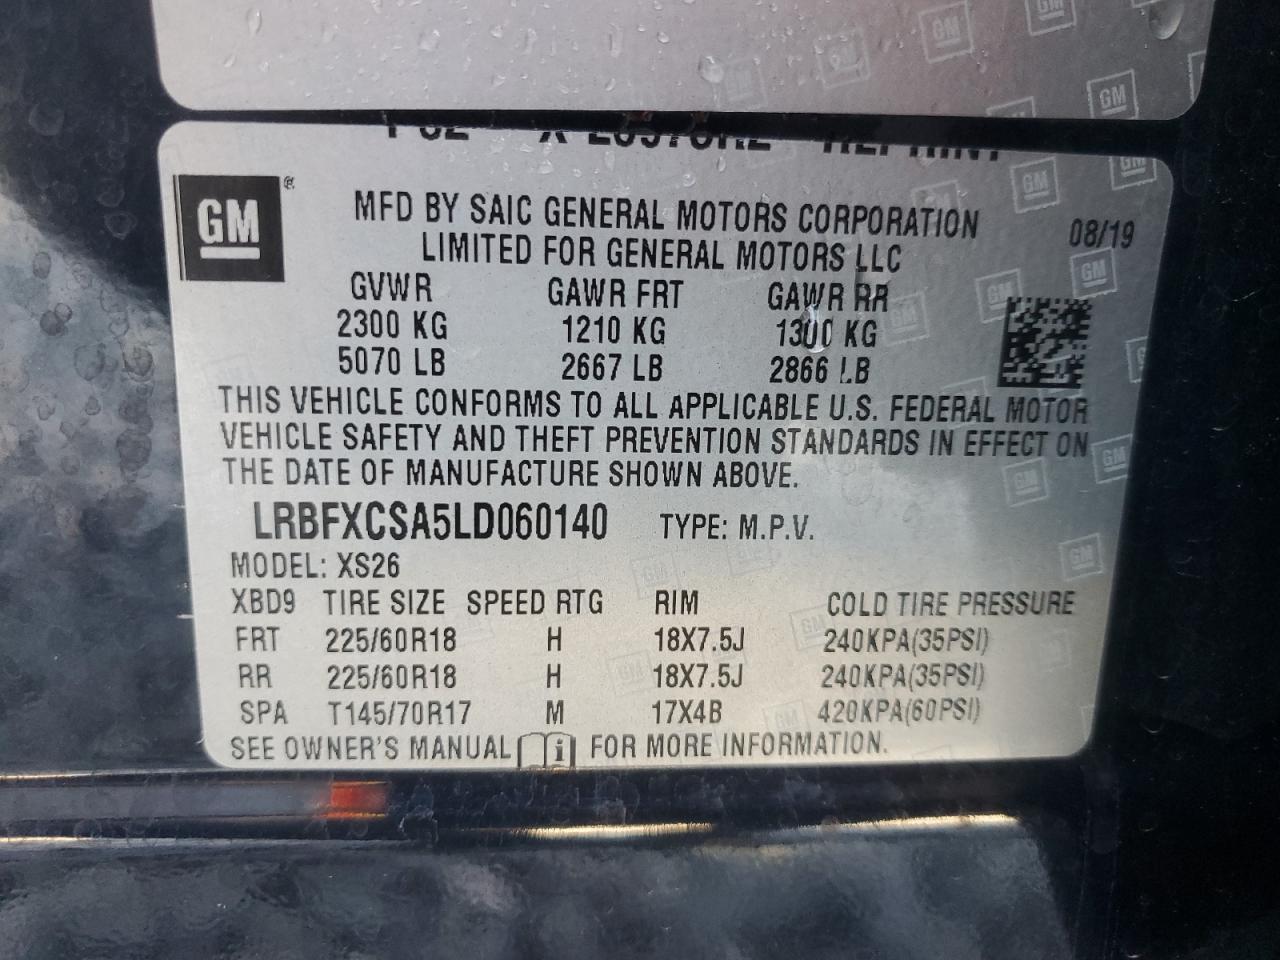 REPRINT
GM
®
MFD BY SAIC GENERAL MOTORS CORPORATION
08/19
LIMITED FOR GENERAL MOTORS LLC
GVWR GAWR FRT GAWR RR
2300 KG 1210 KG 1300 KG
5070 LB 2667 LB 2866 LB
THIS VEHICLE CONFORMS TO ALL APPLICABLE U.S. FEDERAL MOTOR
VEHICLE SAFETY AND THEFT PREVENTION STANDARDS IN EFFECT ON
THE DATE OF MANUFACTURE SHOWN ABOVE.
LRBFXCSA5LD060140 TYPE: M.P.V.
MODEL: XS26
XBD9 TIRE SIZE SPEED RTG RIM COLD TIRE PRESSURE
FRT 225/60R18 H 18X7.5J 240KPA(35PSI)
RR 225/60R18 H 18X7.5J 240KPA(35PSI)
SPA T145/70R17 M 17X4B 420KPA(60PSI)
SEE OWNER'S MANUAL i FOR MORE INFORMATION.